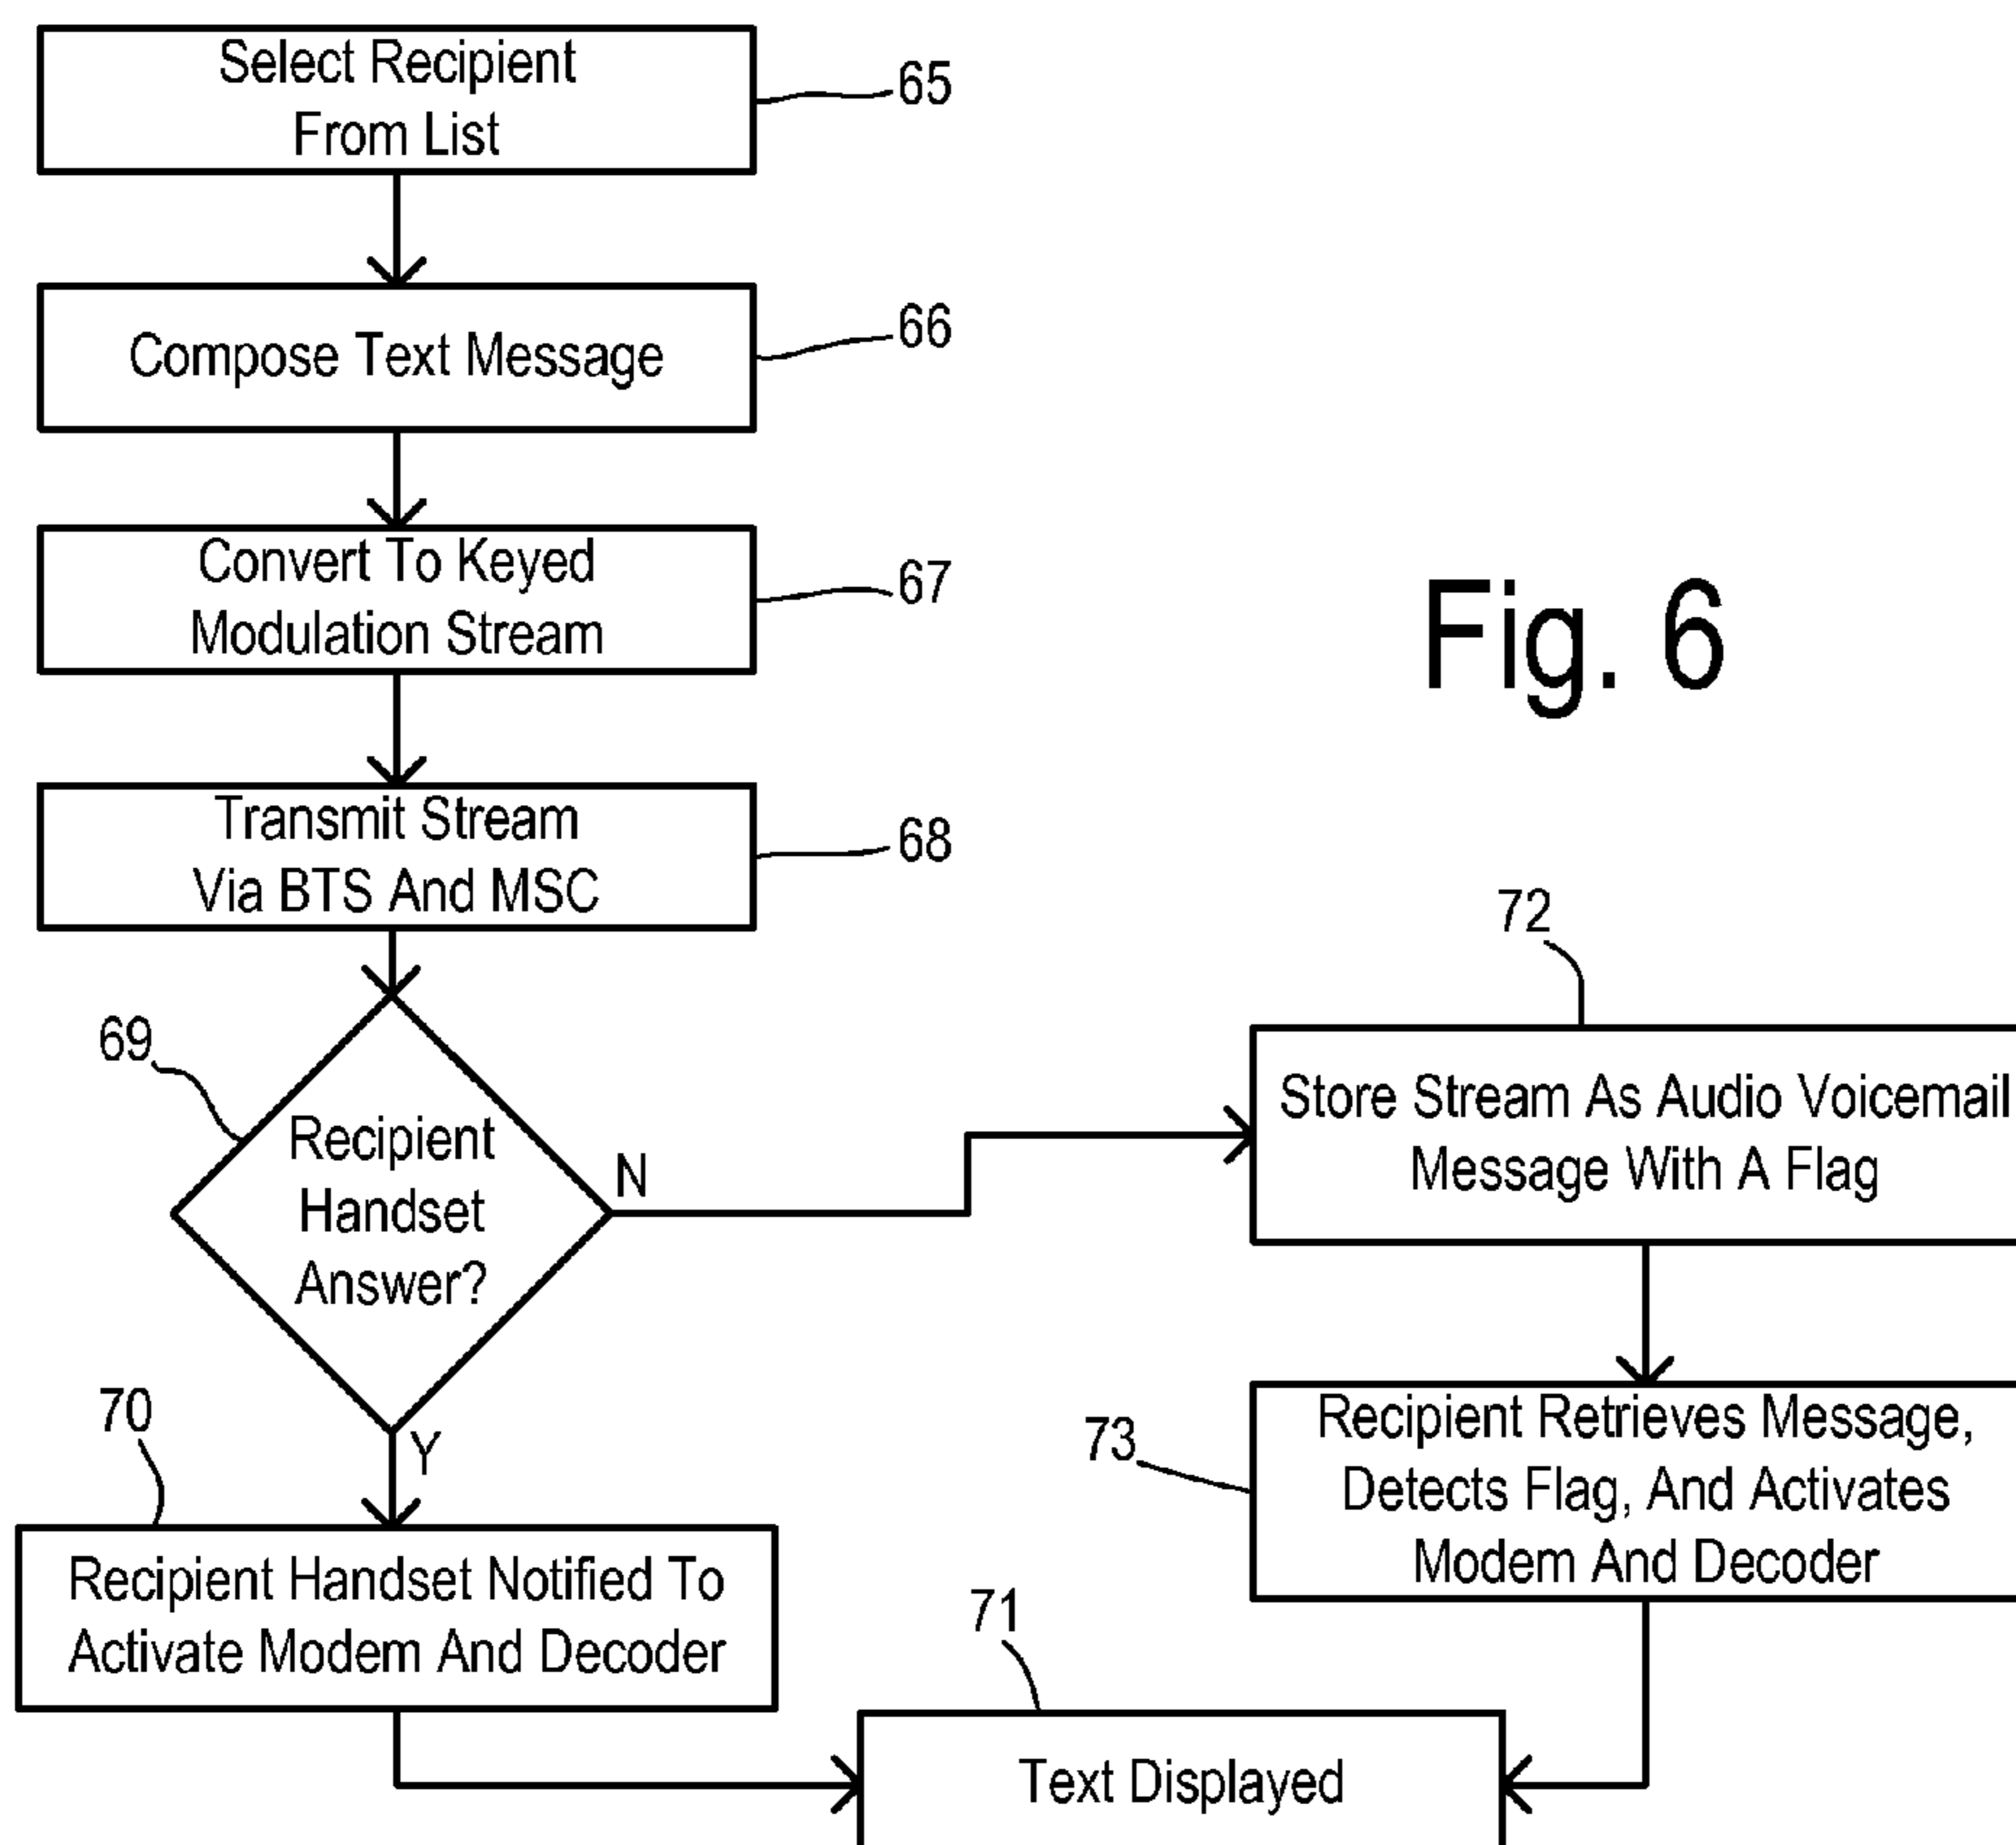 Select Recipient
From List
65
Compose Text Message
66
Convert To Keyed
Modulation Stream
67
Fig. 6
Transmit Stream
Via BTS And MSC
68
69
Recipient
Handset
Answer?
N
Y
72
Store Stream As Audio Voicemail
Message With A Flag
73
Recipient Retrieves Message,
Detects Flag, And Activates
Modem And Decoder
70
Recipient Handset Notified To
Activate Modem And Decoder
71
Text Displayed